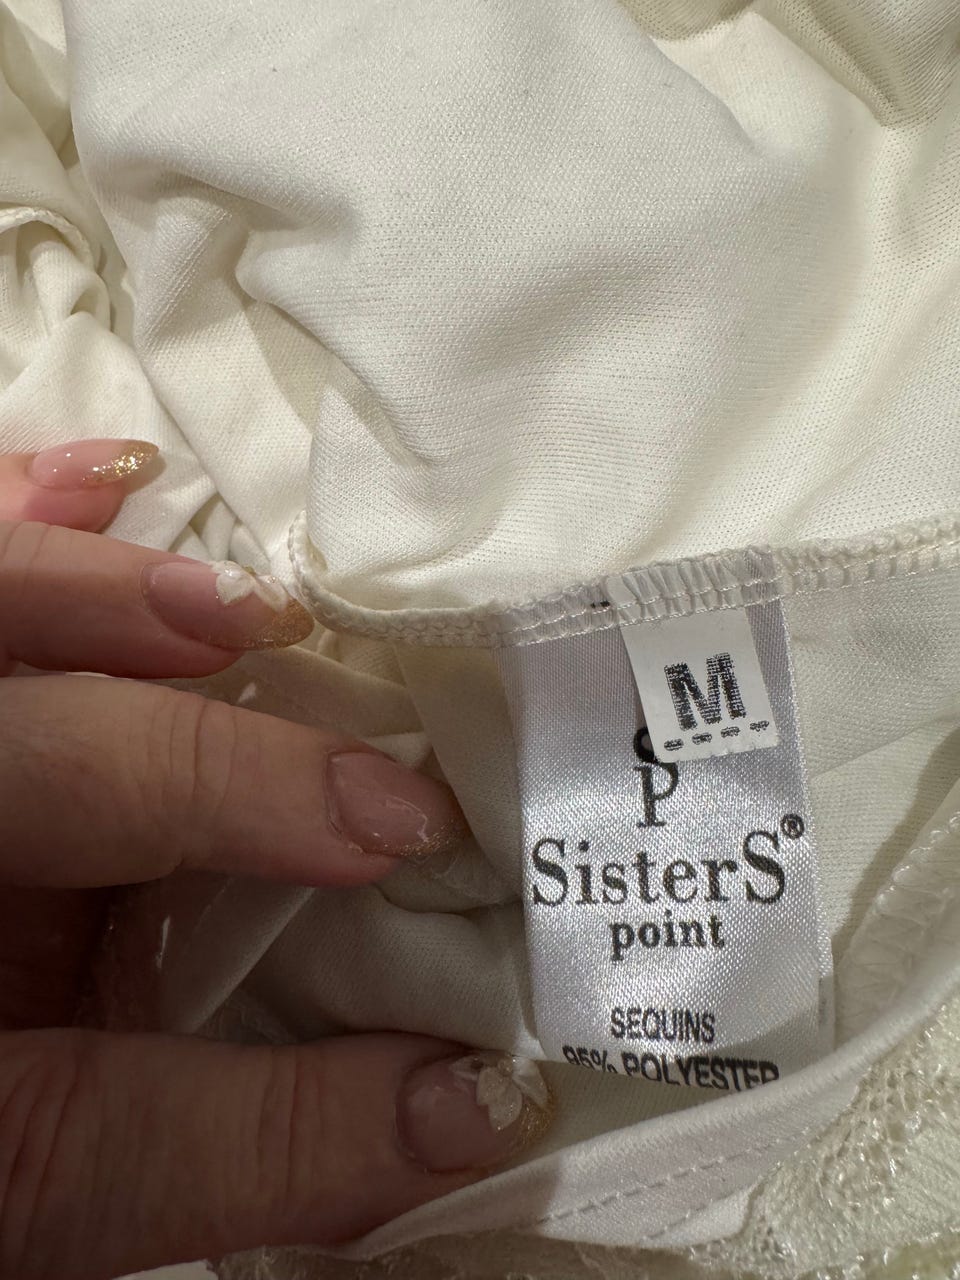 M
SP
SisterS®
point
SEQUINS
95% POLYESTER